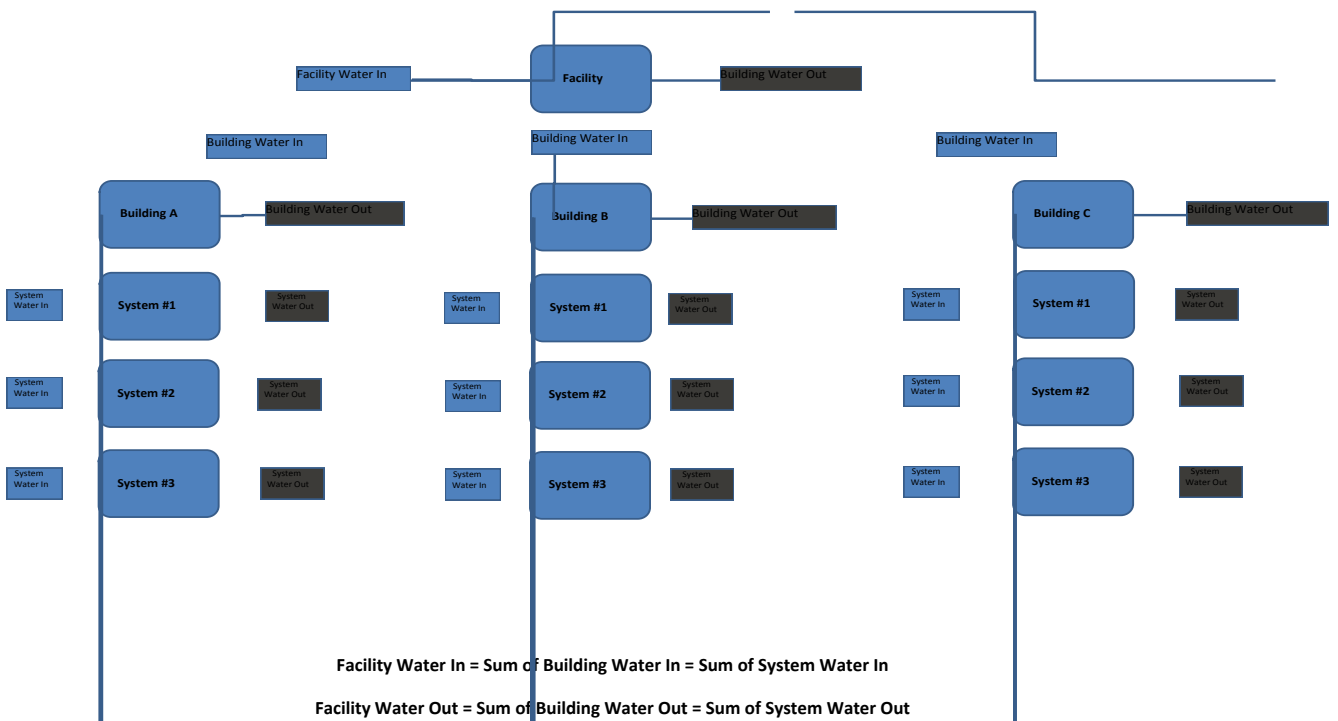 Facility Water In
Facility
Building Water Out
Building Water In
Building Water In
Building Water In
Building A
Building Water Out
Building B
Building Water Out
Building C
Building Water Out
System
Water In
System #1
System
Water Out
System
Water In
System #1
System
Water Out
System
Water In
System #1
System
Water Out
System
Water In
System #2
System
Water Out
System
Water In
System #2
System
Water Out
System
Water In
System #2
System
Water Out
System
Water In
System #3
System
Water Out
System
Water In
System #3
System
Water Out
System
Water In
System #3
System
Water Out
Facility Water In = Sum of Building Water In = Sum of System Water In
Facility Water Out = Sum of Building Water Out = Sum of System Water Out